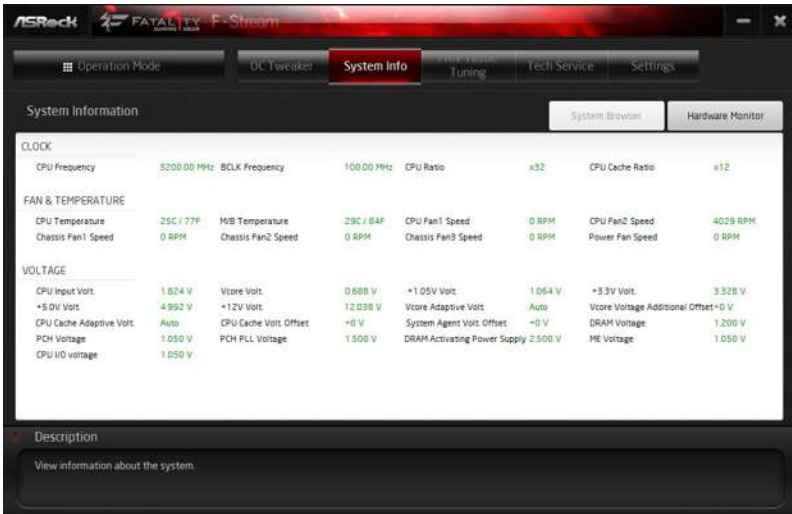 ASRock FATAL1TY GAMING GEAR F-Stream
Operation Mode OC Tweaker System Info Tuning Tech Service Settings
System Information System Browser Hardware Monitor
CLOCK
CPU Frequency 3200.00 MHz BCLK Frequency 100.00 MHz CPU Ratio x32 CPU Cache Ratio x12
FAN & TEMPERATURE
CPU Temperature 25C / 77F M/B Temperature 29C / 84F CPU Fan1 Speed 0 RPM CPU Fan2 Speed 4029 RPM
Chassis Fan1 Speed 0 RPM Chassis Fan2 Speed 0 RPM Chassis Fan3 Speed 0 RPM Power Fan Speed 0 RPM
VOLTAGE
CPU Input Volt. 1.824 V Vcore Volt. 0.688 V +1.05V Volt. 1.064 V +3.3V Volt. 3.328 V
+5.0V Volt. 4.992 V +12V Volt. 12.038 V Vcore Adaptive Volt. Auto Vcore Voltage Additional Offset +0 V
CPU Cache Adaptive Volt. Auto CPU Cache Volt. Offset +0 V System Agent Volt. Offset +0 V DRAM Voltage 1.200 V
PCH Voltage 1.050 V PCH PLL Voltage 1.500 V DRAM Activating Power Supply 2.500 V ME Voltage 1.050 V
CPU I/O voltage 1.050 V
Description
View information about the system.